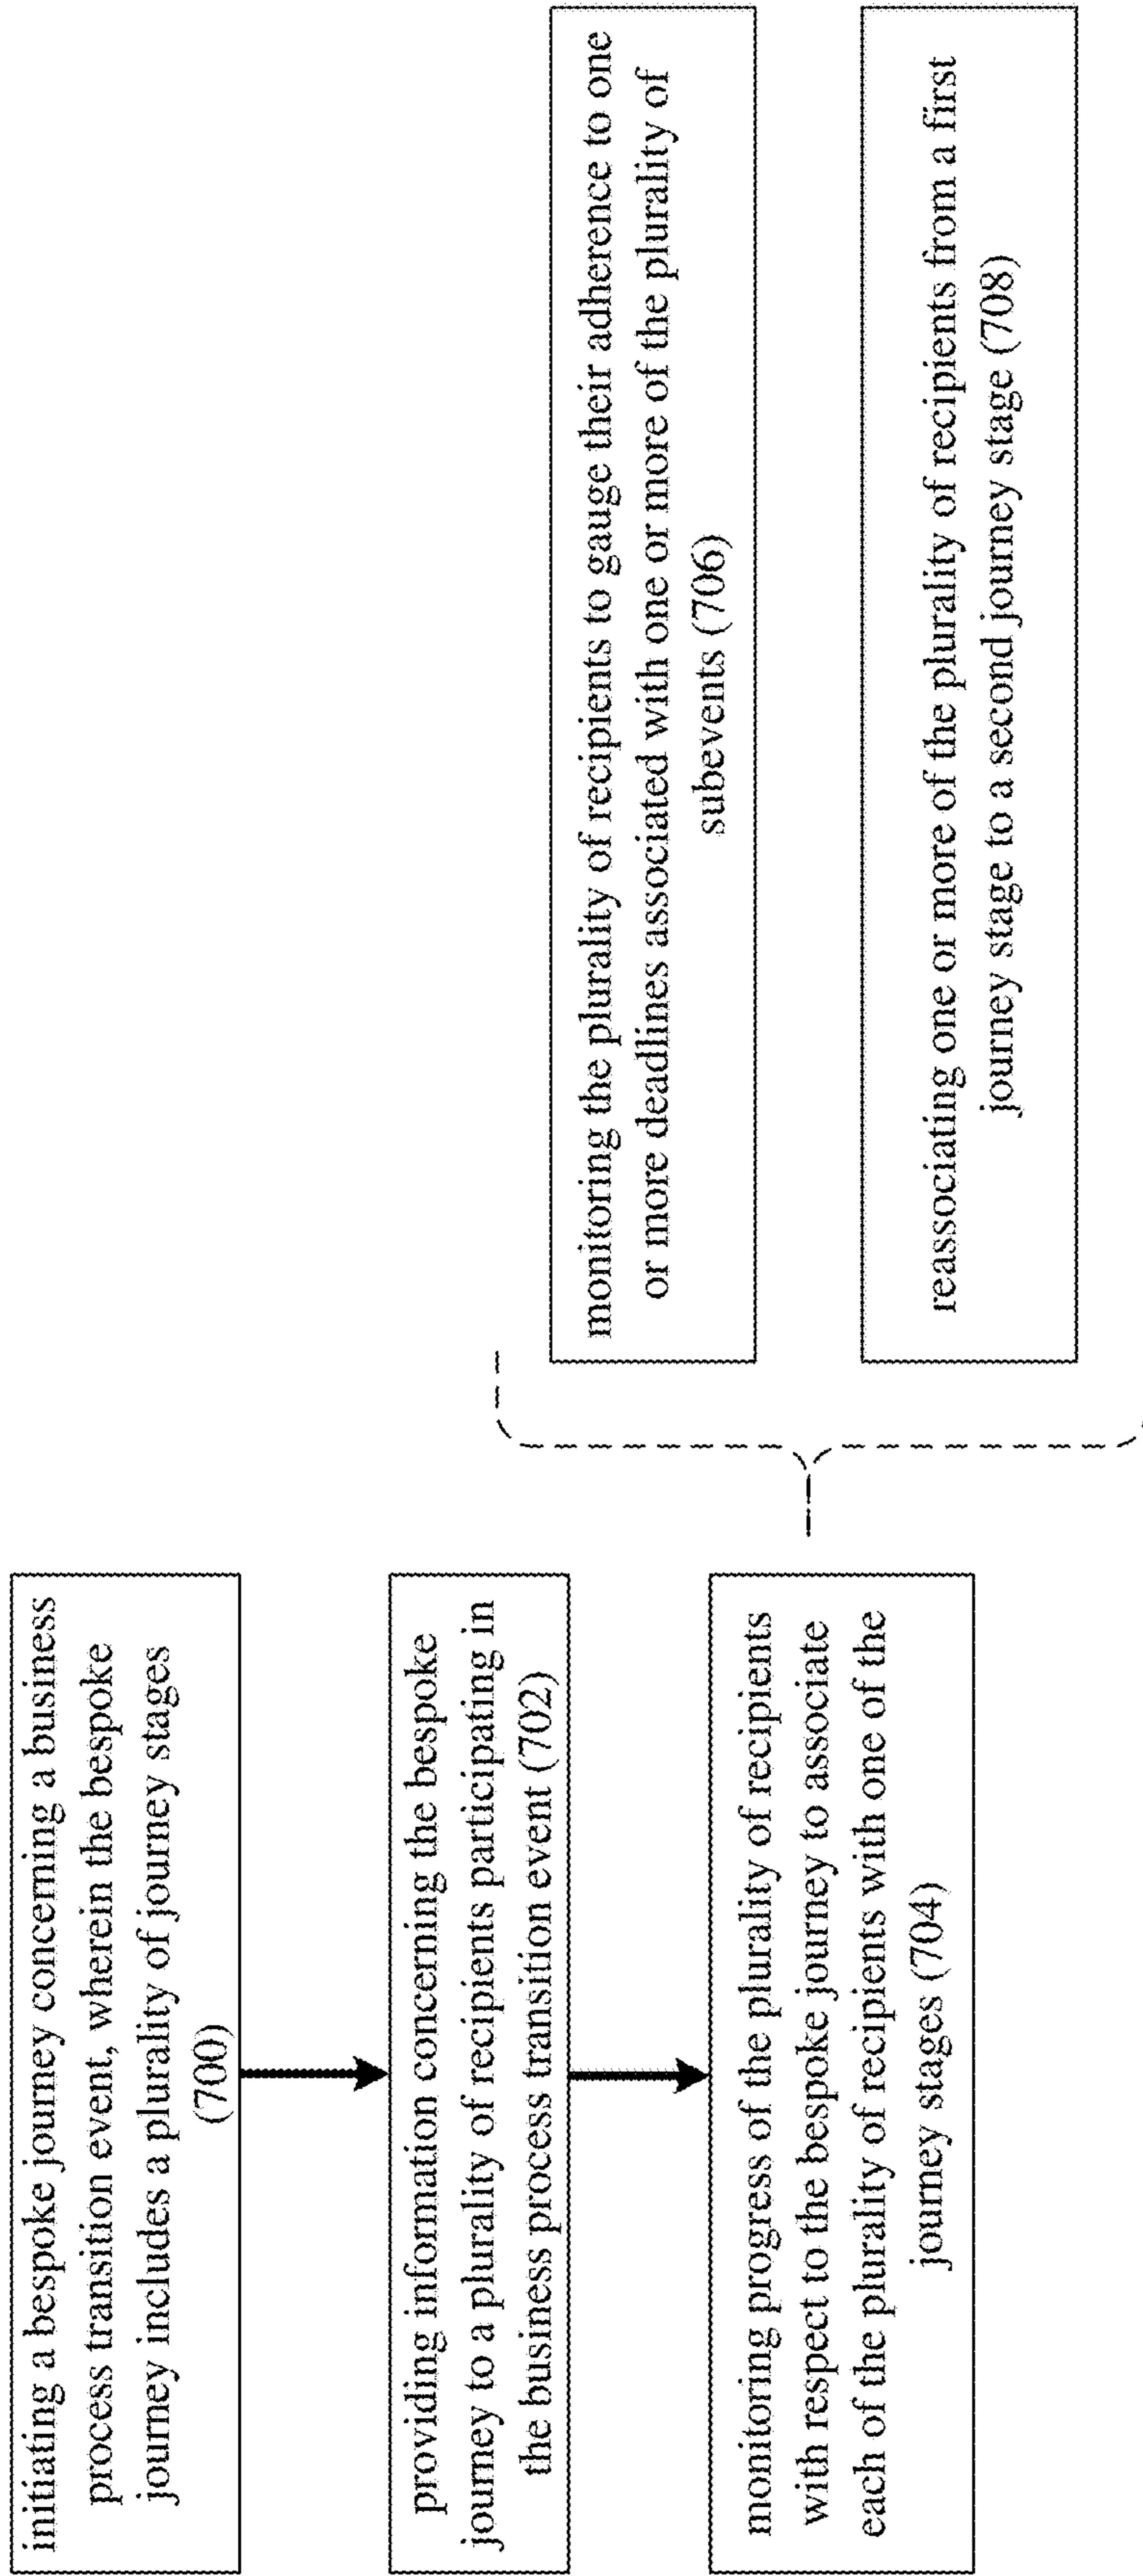 initiating a bespoke journey concerning a business
process transition event, wherein the bespoke
journey includes a plurality of journey stages
(700)
providing information concerning the bespoke
journey to a plurality of recipients participating in
the business process transition event (702)
monitoring progress of the plurality of recipients
with respect to the bespoke journey to associate
each of the plurality of recipients with one of the
journey stages (704)
monitoring the plurality of recipients to gauge their adherence to one
or more deadlines associated with one or more of the plurality of
subevents (706)
reassociating one or more of the plurality of recipients from a first
journey stage to a second journey stage (708)